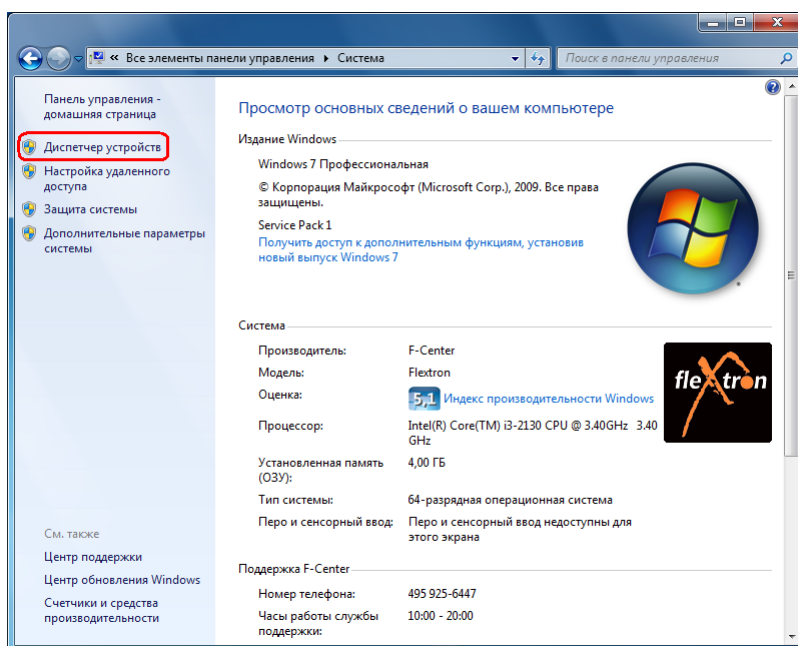 « Все элементы панели управления ▸ Система
Поиск в панели управления
Панель управления -
домашняя страница
Диспетчер устройств
Настройка удаленного
доступа
Защита системы
Дополнительные параметры
системы
См. также
Центр поддержки
Центр обновления Windows
Счетчики и средства
производительности
Просмотр основных сведений о вашем компьютере
Издание Windows
Windows 7 Профессиональная
© Корпорация Майкрософт (Microsoft Corp.), 2009. Все права
защищены.
Service Pack 1
Получить доступ к дополнительным функциям, установив
новый выпуск Windows 7
Система
Производитель: F-Center
Модель: Flextron
Оценка: 5,1 Индекс производительности Windows
Процессор: Intel(R) Core(TM) i3-2130 CPU @ 3.40GHz 3.40
GHz
Установленная память 4,00 ГБ
(ОЗУ):
Тип системы: 64-разрядная операционная система
Перо и сенсорный ввод: Перо и сенсорный ввод недоступны для
этого экрана
fleXtron
Поддержка F-Center
Номер телефона: 495 925-6447
Часы работы службы 10:00 - 20:00
поддержки: